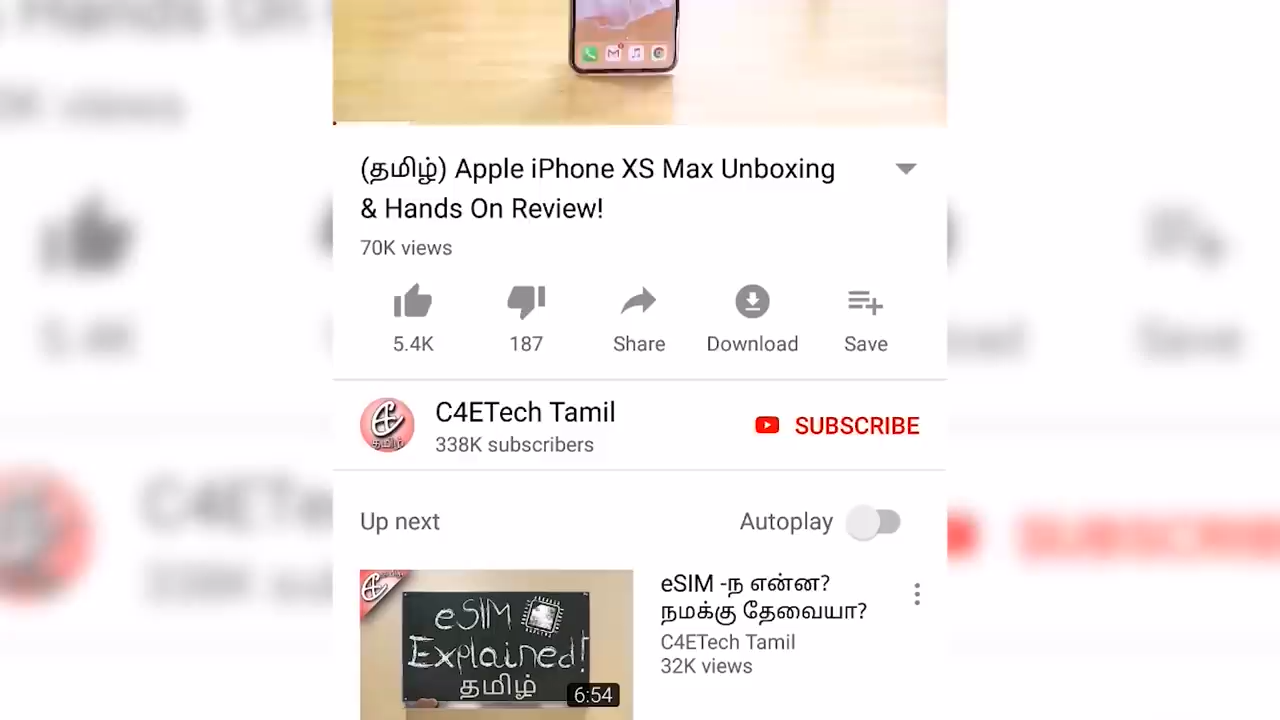 (தமிழ்) Apple iPhone XS Max Unboxing
& Hands On Review!
70K views
5.4K
187
Share
Download
Save
தமிழ்
C4ETech Tamil
338K subscribers
SUBSCRIBE
Up next
Autoplay
eSIM
Explained!
தமிழ்
6:54
eSIM -ந என்ன?
நமக்கு தேவையா?
C4ETech Tamil
32K views